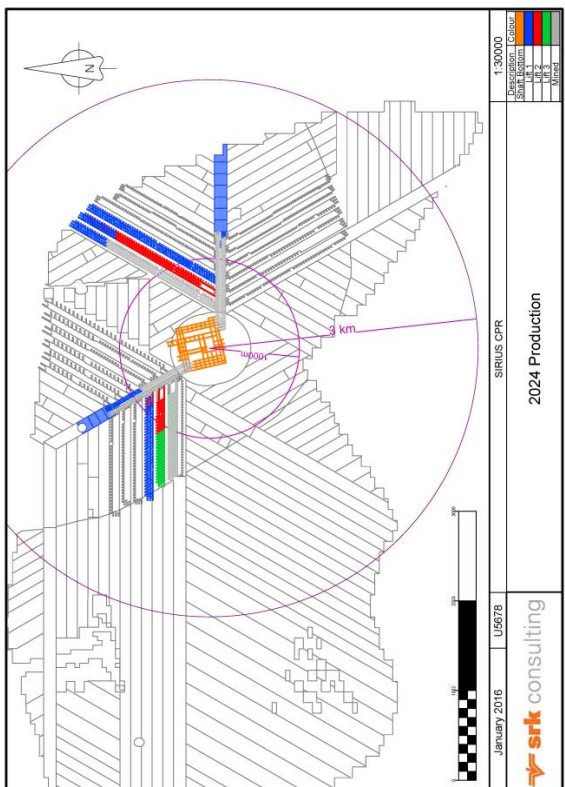 N
3 km
1000m
January 2016
U5678
SIRIUS CPR
1:30000
srk consulting
2024 Production
Description Colour
Shaft Bottom
Lift 1
Lift 2
Lift 3
Mined